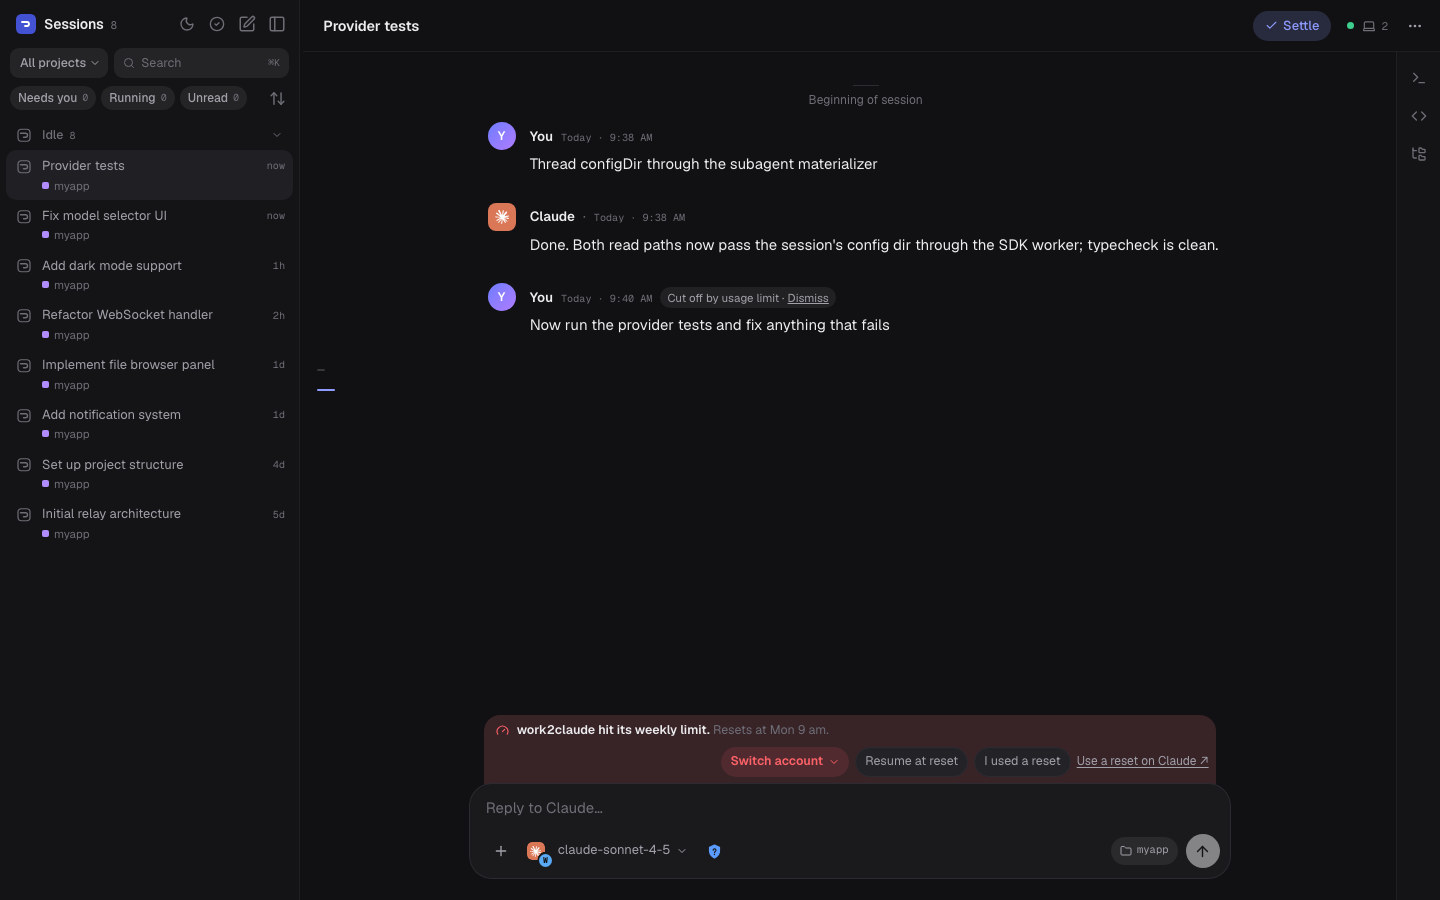 Sessions 8
All projects
Search ⌘K
Needs you 0
Running 0
Unread 0
Idle 8
Provider tests now
myapp
Fix model selector UI now
myapp
Add dark mode support 1h
myapp
Refactor WebSocket handler 2h
myapp
Implement file browser panel 1d
myapp
Add notification system 1d
myapp
Set up project structure 4d
myapp
Initial relay architecture 5d
myapp
Provider tests
Settle
2
Beginning of session
Y
You Today · 9:38 AM
Thread configDir through the subagent materializer
Claude · Today · 9:38 AM
Done. Both read paths now pass the session's config dir through the SDK worker; typecheck is clean.
Y
You Today · 9:40 AM Cut off by usage limit · Dismiss
Now run the provider tests and fix anything that fails
work2claude hit its weekly limit. Resets at Mon 9 am.
Switch account
Resume at reset
I used a reset
Use a reset on Claude ↗
Reply to Claude…
W
claude-sonnet-4-5
?
myapp